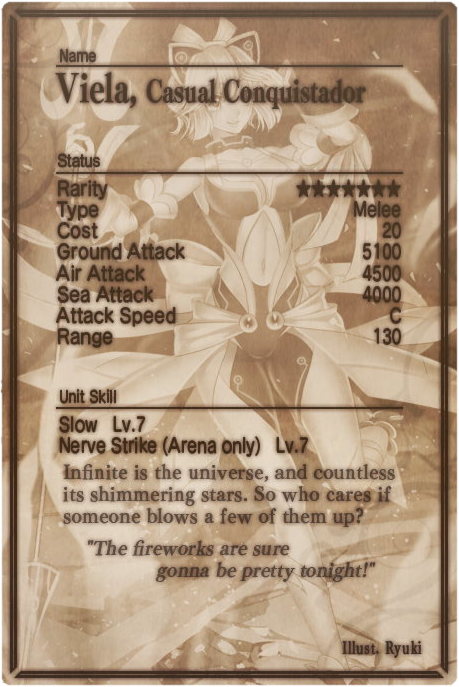 Name
Viela, Casual Conquistador
Status
Rarity ★★★★★★★
Type Melee
Cost 20
Ground Attack 5100
Air Attack 4500
Sea Attack 4000
Attack Speed C
Range 130
Unit Skill
Slow Lv.7
Nerve Strike (Arena only) Lv.7
Infinite is the universe, and countless
its shimmering stars. So who cares if
someone blows a few of them up?
"The fireworks are sure
gonna be pretty tonight!"
Illust. Ryuki